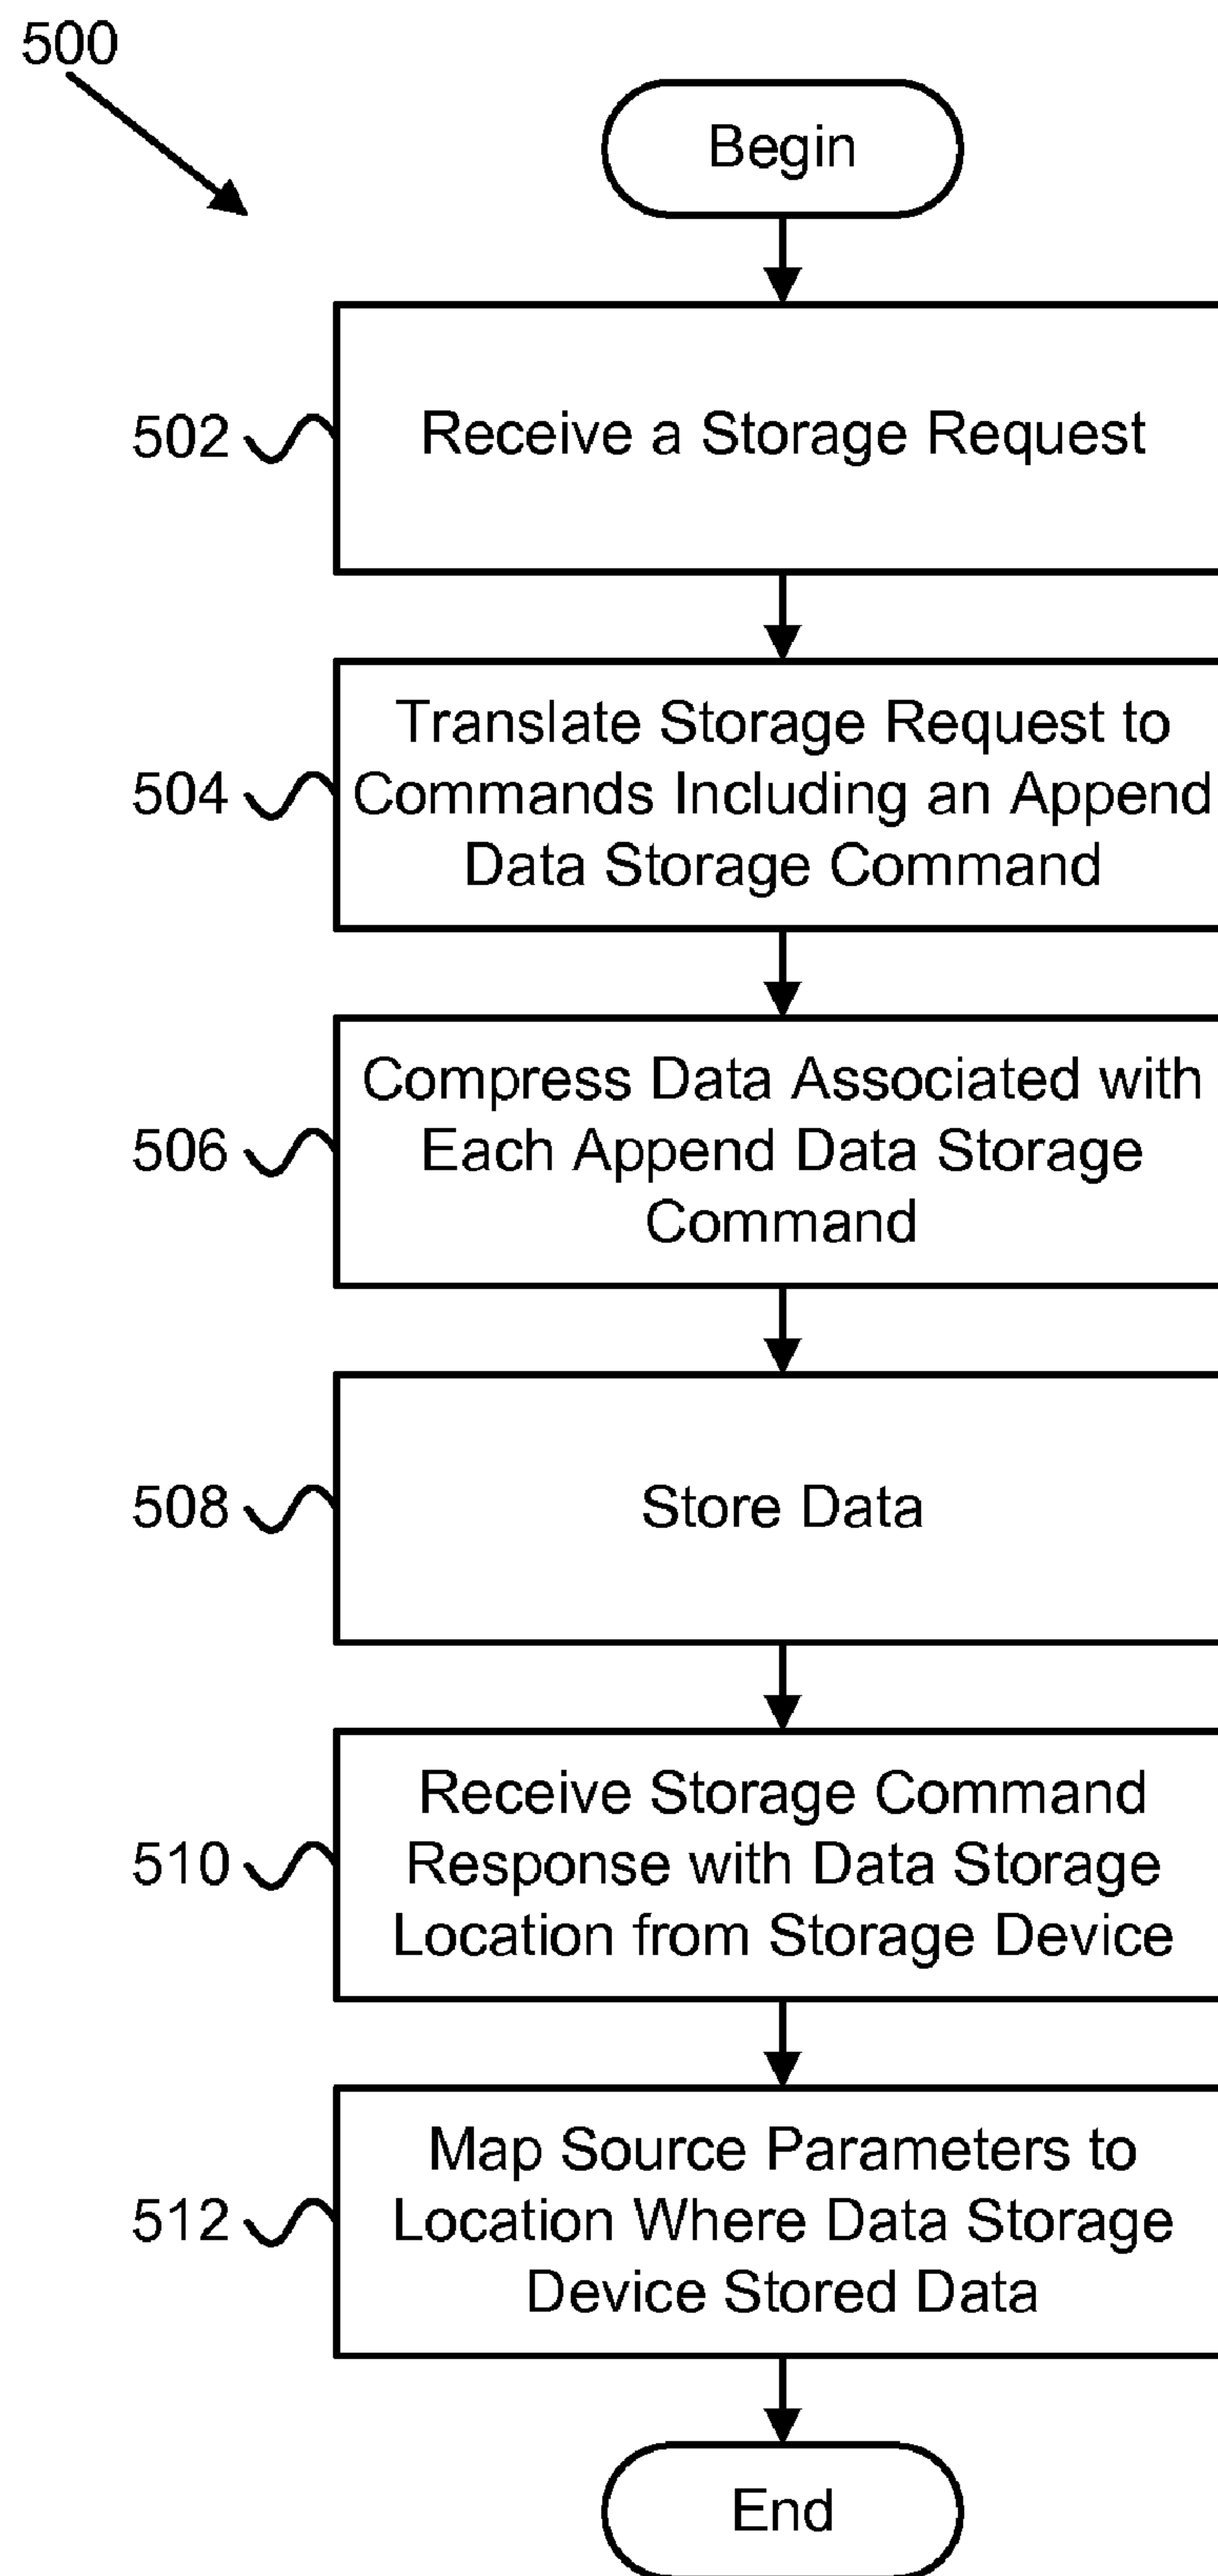 500
Begin
502
Receive a Storage Request
504
Translate Storage Request to
Commands Including an Append
Data Storage Command
506
Compress Data Associated with
Each Append Data Storage
Command
508
Store Data
510
Receive Storage Command
Response with Data Storage
Location from Storage Device
512
Map Source Parameters to
Location Where Data Storage
Device Stored Data
End